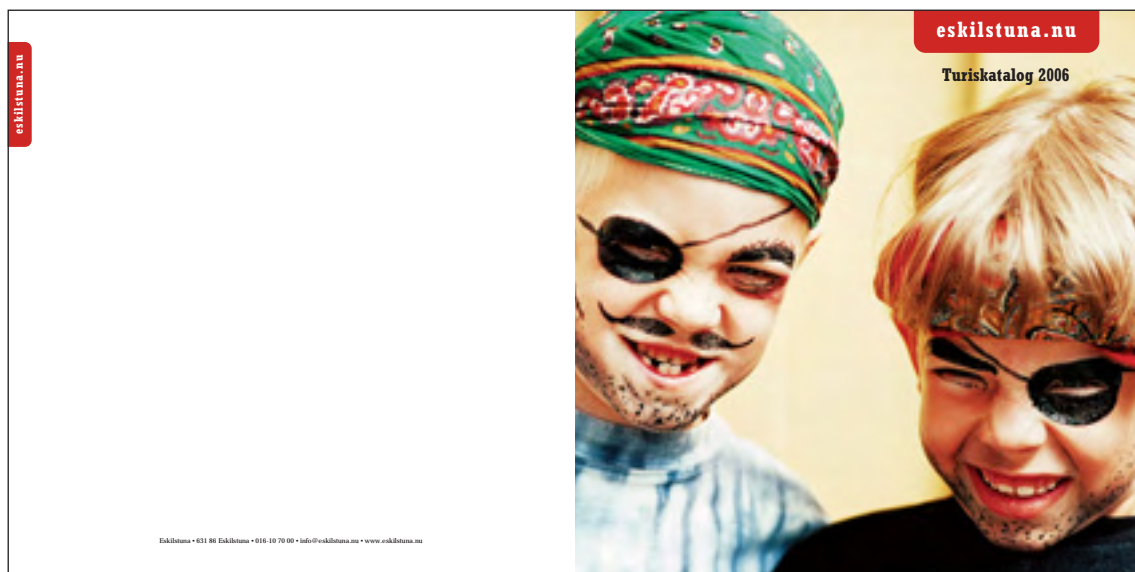 eskilstuna.nu
Eskilstuna • 631 86 Eskilstuna • 016-10 70 00 • info@eskilstuna.nu • www.eskilstuna.nu
eskilstuna.nu
Turiskatalog 2006